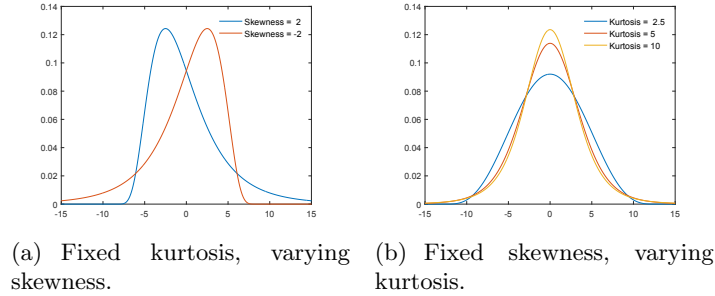 0.14
0.12
0.1
0.08
0.06
0.04
0.02
0
-15 -10 -5 0 5 10 15
Skewness = 2
Skewness = -2
0.14
0.12
0.1
0.08
0.06
0.04
0.02
0
-15 -10 -5 0 5 10 15
Kurtosis = 2.5
Kurtosis = 5
Kurtosis = 10
(a) Fixed kurtosis, varying
skewness.
(b) Fixed skewness, varying
kurtosis.